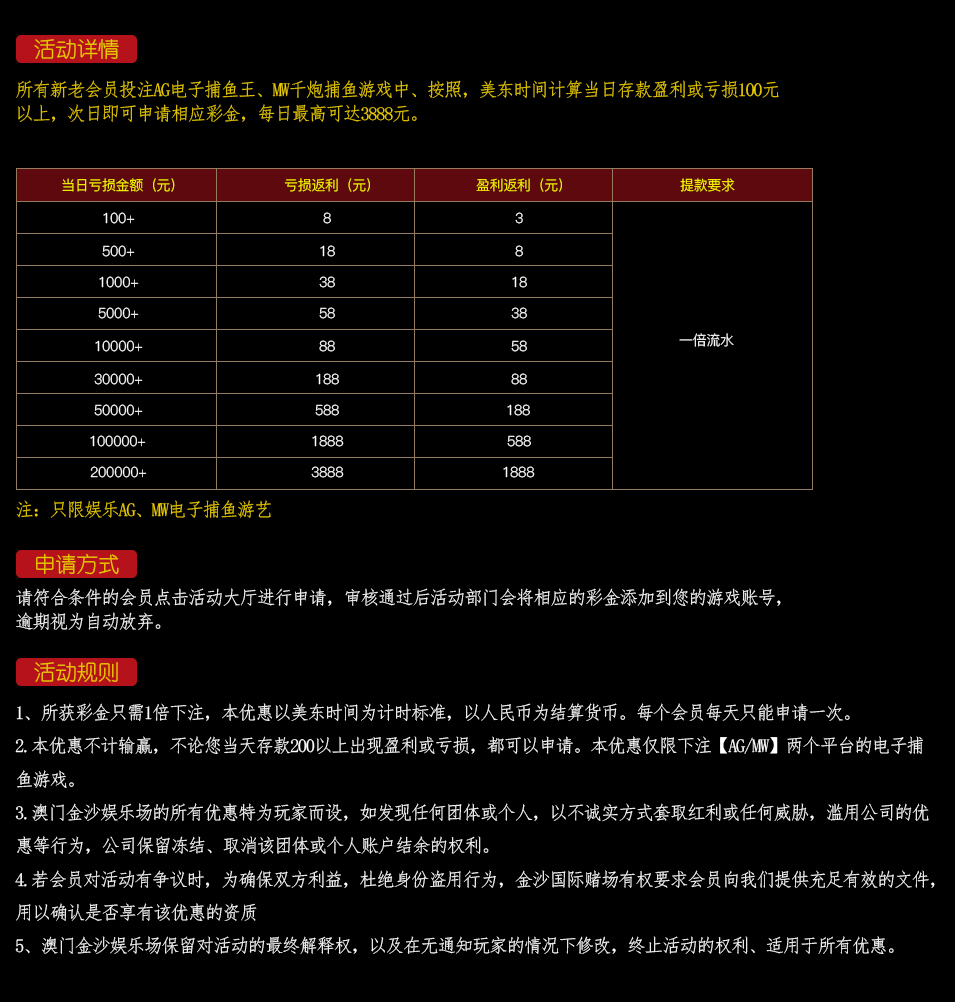 活动详情
所有新老会员投注AG电子捕鱼王、MW千炮捕鱼游戏中、按照，美东时间计算当日存款盈利或亏损100元
以上，次日即可申请相应彩金，每日最高可达3888元。
当日亏损金额（元） 亏损返利（元） 盈利返利（元） 提款要求
100+ 8 3
500+ 18 8
1000+ 38 18
5000+ 58 38
一倍流水
10000+ 88 58
30000+ 188 88
50000+ 588 188
100000+ 1888 588
200000+ 3888 1888
注：只限娱乐AG、MW电子捕鱼游艺
申请方式
请符合条件的会员点击活动大厅进行申请，审核通过后活动部门会将相应的彩金添加到您的游戏账号，
逾期视为自动放弃。
活动规则
1、所获彩金只需1倍下注，本优惠以美东时间为计时标准，以人民币为结算货币。每个会员每天只能申请一次。
2.本优惠不计输赢，不论您当天存款200以上出现盈利或亏损，都可以申请。本优惠仅限下注【AG/MW】两个平台的电子捕
鱼游戏。
3.澳门金沙娱乐场的所有优惠特为玩家而设，如发现任何团体或个人，以不诚实方式套取红利或任何威胁，滥用公司的优
惠等行为，公司保留冻结、取消该团体或个人账户结余的权利。
4.若会员对活动有争议时，为确保双方利益，杜绝身份盗用行为，金沙国际赌场有权要求会员向我们提供充足有效的文件，
用以确认是否享有该优惠的资质
5、澳门金沙娱乐场保留对活动的最终解释权，以及在无通知玩家的情况下修改，终止活动的权利、适用于所有优惠。